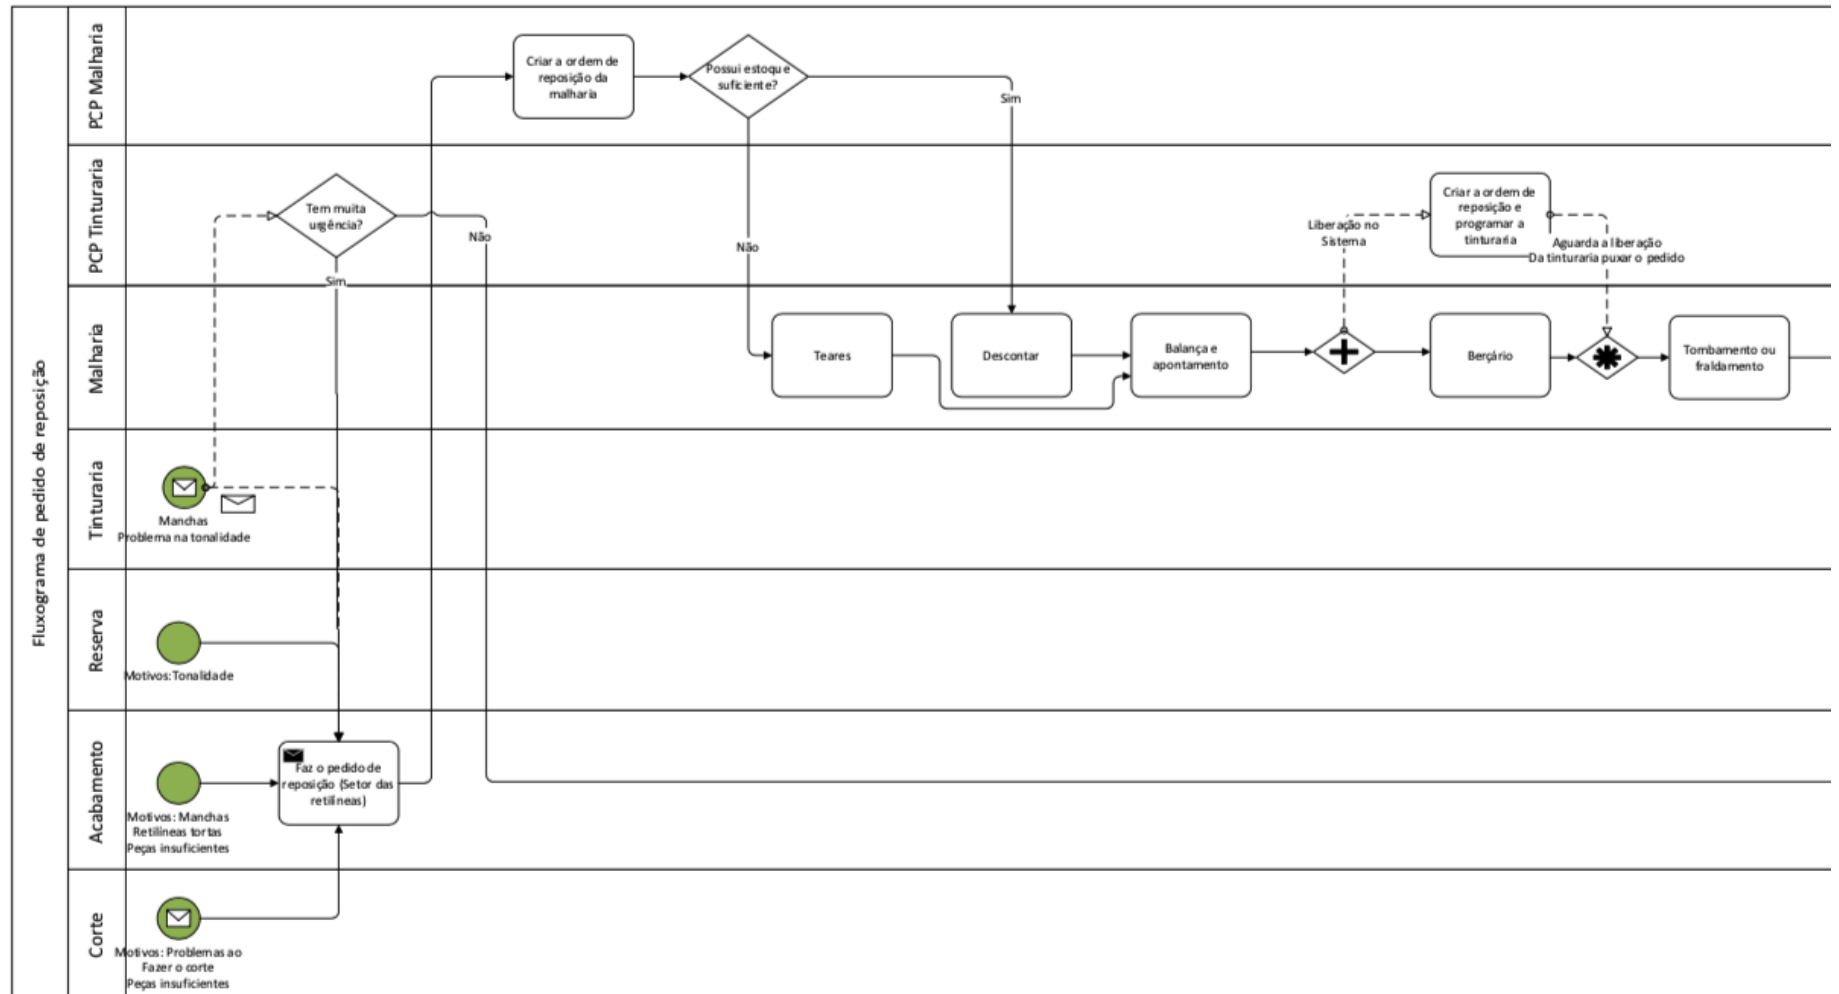 Fluxograma de pedido de reposição
PCP Malharia
Criar a ordem de
reposição da
malharia
Possui estoque
suficiente?
Sim
Não
PCP Tinturaria
Tem muita
urgência?
Não
Sim
Liberação no
Sistema
Criar a ordem de
reposição e
programar a
tinturaria
Aguarda a liberação
Da tinturaria puxar o pedido
Malharia
Teares
Descontar
Balança e
apontamento
Berçário
Tombamento ou
fraldamento
Tinturaria
Manchas
Problema na tonalidade
Reserva
Motivos:Tonalidade
Acabamento
Motivos: Manchas
Retilíneas tortas
Peças insuficientes
Faz o pedido de
reposição (Setor das
retilíneas)
Corte
Motivos: Problemas ao
Fazer o corte
Peças insuficientes